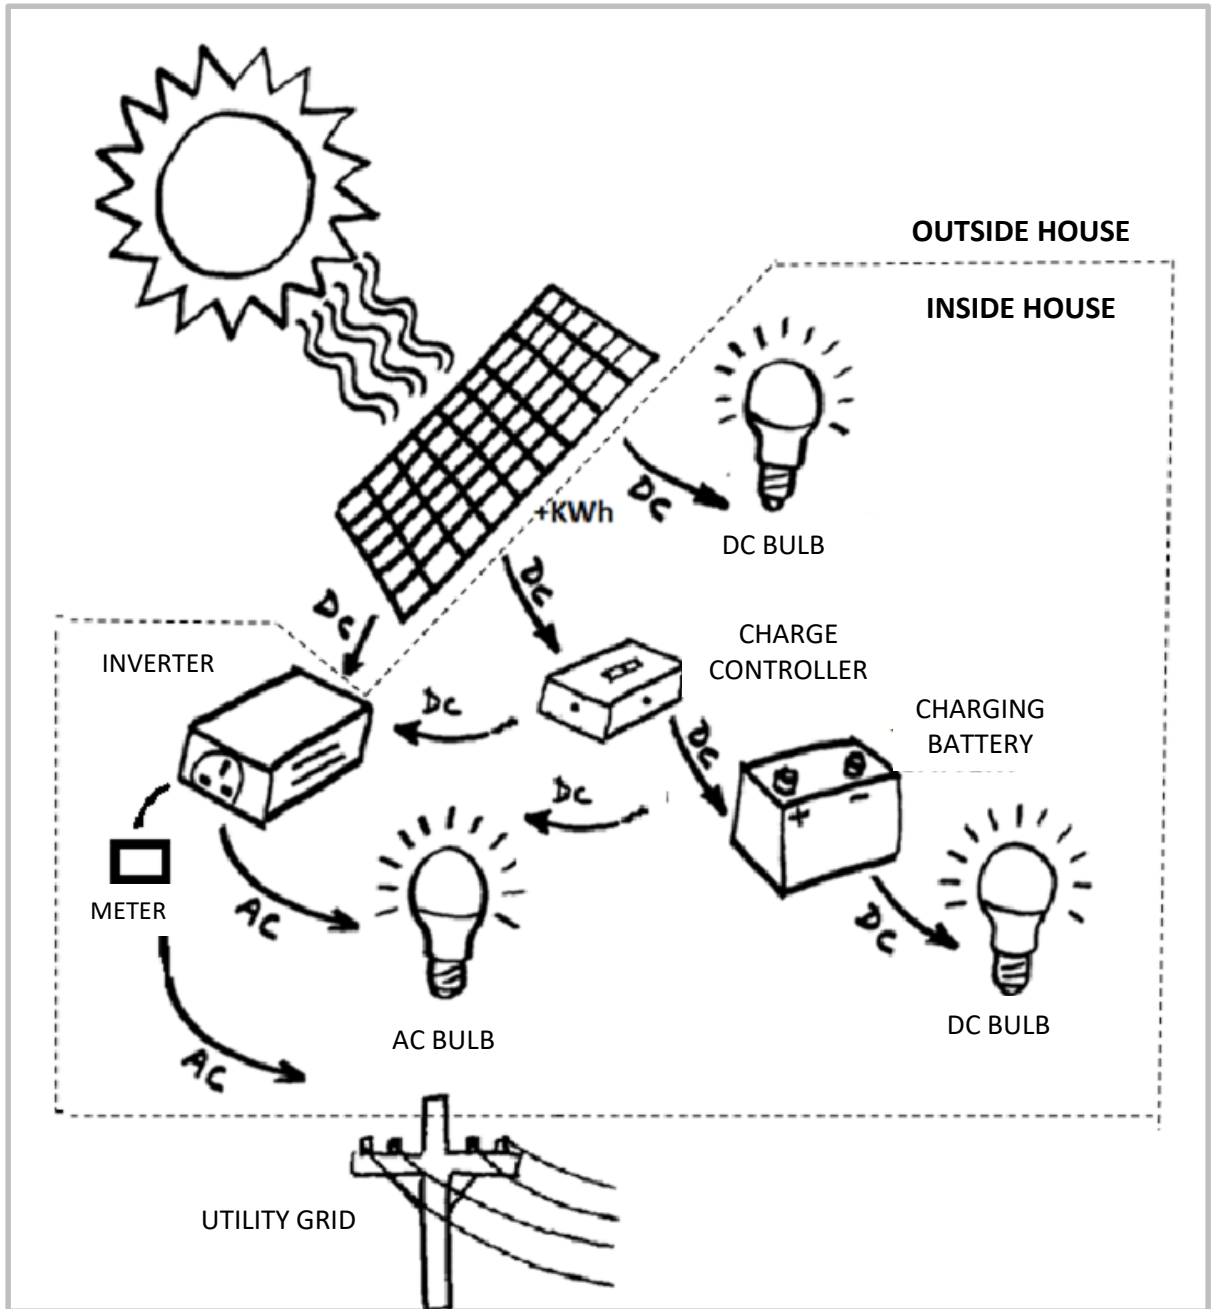 OUTSIDE HOUSE
INSIDE HOUSE
DC
+KWh
DC BULB
DC
DC
CHARGE
CONTROLLER
INVERTER
DC
DC
CHARGING
BATTERY
DC
+ -
METER
AC
DC
AC BULB
DC BULB
AC
UTILITY GRID